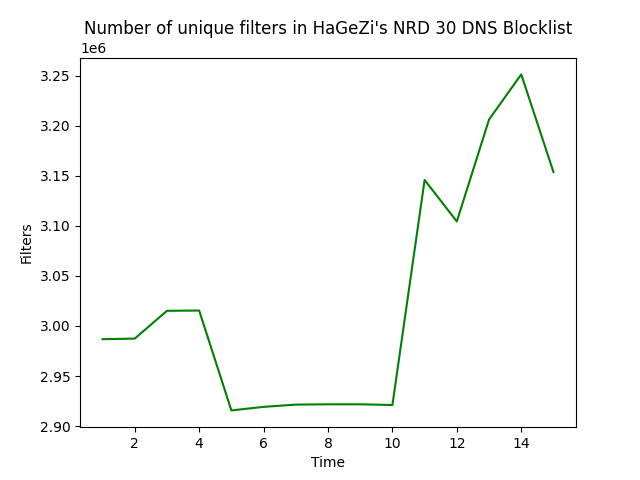 Number of unique filters in HaGeZi's NRD 30 DNS Blocklist
1e6
3.25
3.20
3.15
3.10
3.05
3.00
2.95
2.90
Filters
2 4 6 8 10 12 14
Time